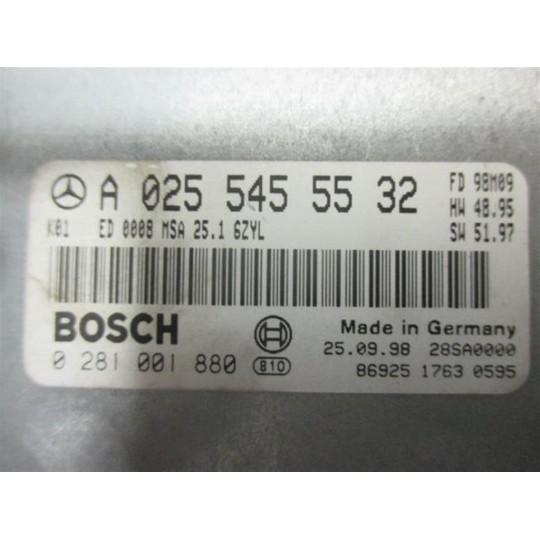 A 025 545 55 32 FD 98M09
HW 48.95
K01 ED 0008 MSA 25.1 6ZYL SW 51.97
BOSCH
Made in Germany
0 281 001 880 810 25.09.98 28SA0000
86925 1763 0595